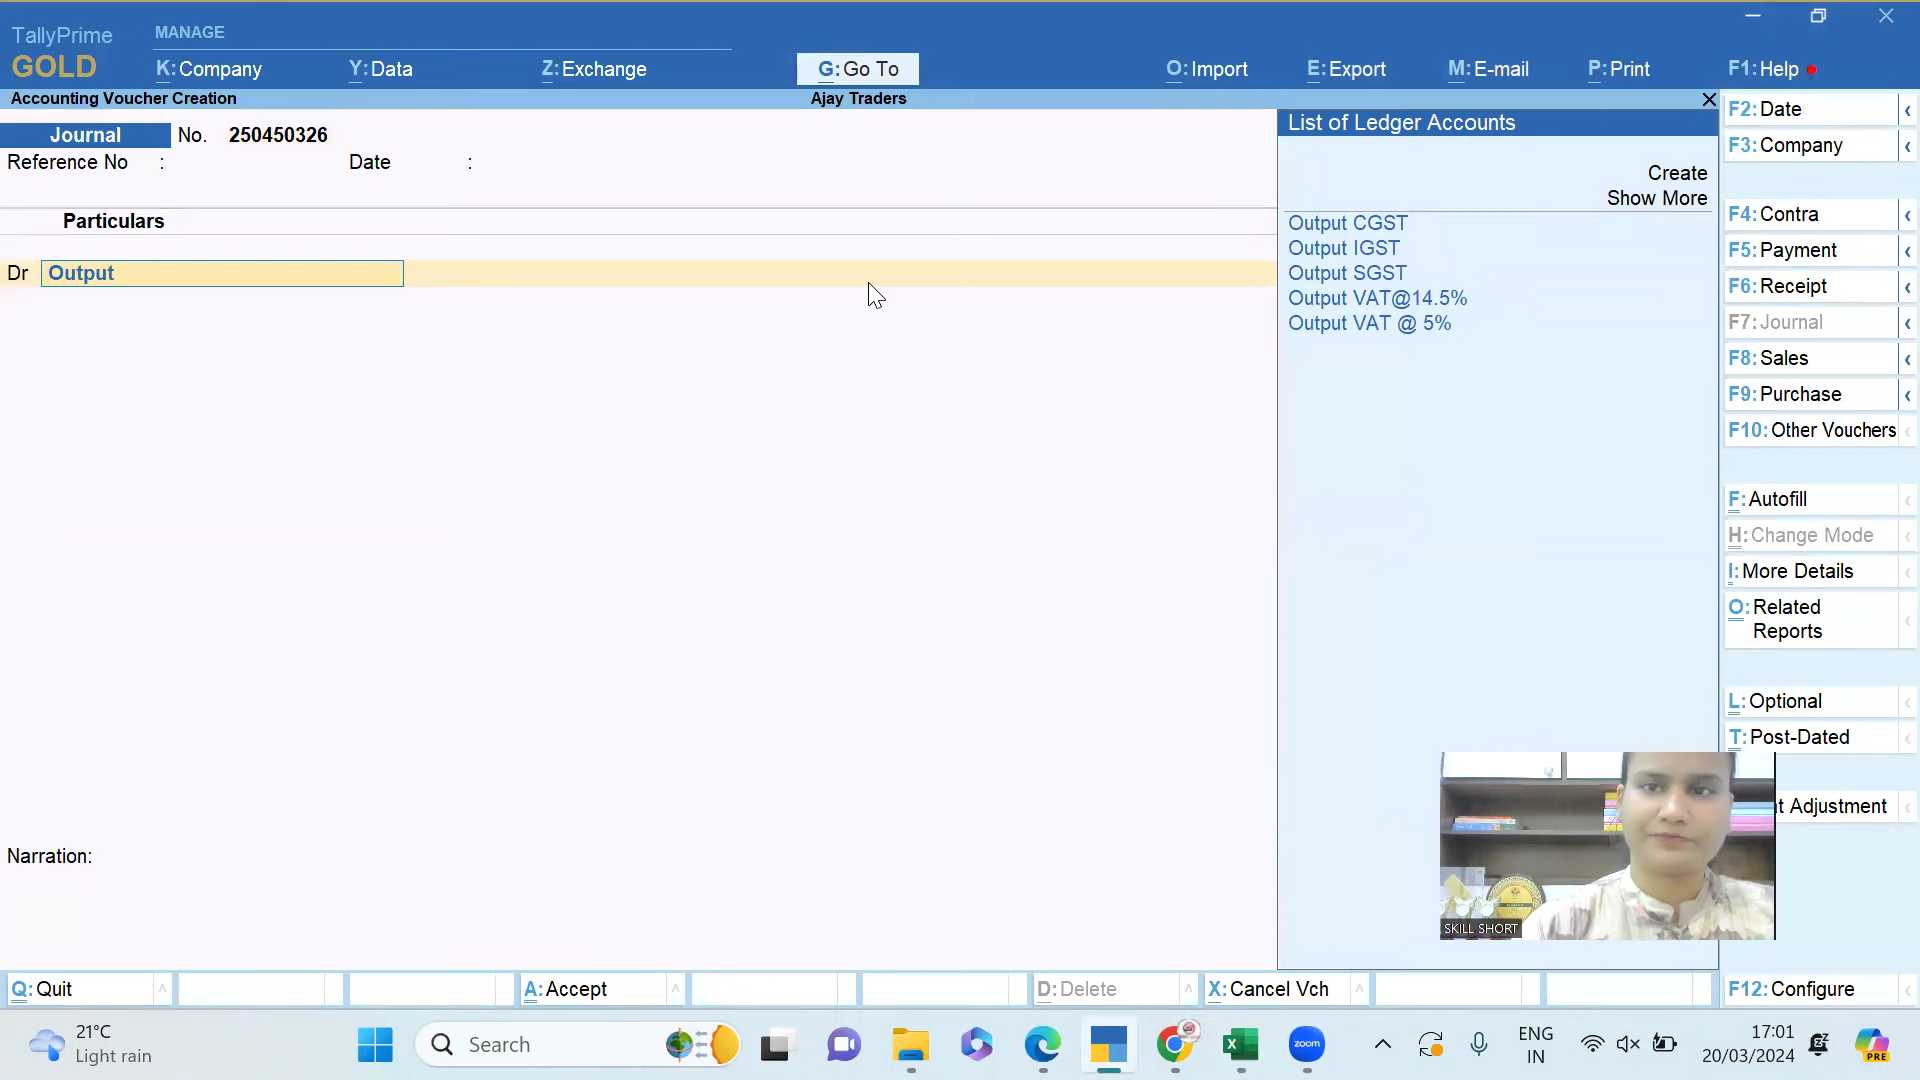 TallyPrime
GOLD
MANAGE
K:Company
Y:Data
Z:Exchange
G:Go To
O:Import
E:Export
M:E-mail
P:Print
F1:Help
Accounting Voucher Creation
Ajay Traders
Journal No. 250450326
Reference No : Date :
Particulars
Dr Output
Narration:
List of Ledger Accounts
Create
Show More
Output CGST
Output IGST
Output SGST
Output VAT@14.5%
Output VAT @ 5%
F2:Date
F3:Company
F4:Contra
F5:Payment
F6:Receipt
F7:Journal
F8:Sales
F9:Purchase
F10:Other Vouchers
F:Autofill
H:Change Mode
I:More Details
O:Related
Reports
L:Optional
T:Post-Dated
t Adjustment
SKILL SHORT
Q:Quit
A:Accept
D:Delete
X:Cancel Vch
F12:Configure
21°C
Light rain
Search
zoom
ENG
IN
17:01
20/03/2024
PRE